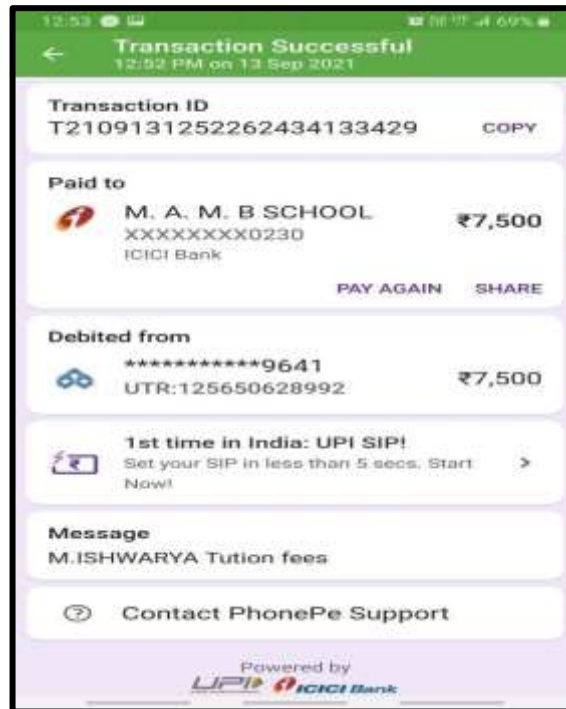 12:53
69%
Transaction Successful
12:52 PM on 13 Sep 2021
Transaction ID
T2109131252262434133429 COPY
Paid to
M. A. M. B SCHOOL ₹7,500
XXXXXXXX0230
ICICI Bank
PAY AGAIN SHARE
Debited from
***********9641 ₹7,500
UTR:125650628992
1st time in India: UPI SIP!
Set your SIP in less than 5 secs. Start
Now!
Message
M.ISHWARYA Tution fees
Contact PhonePe Support
Powered by
UPI ICICI Bank